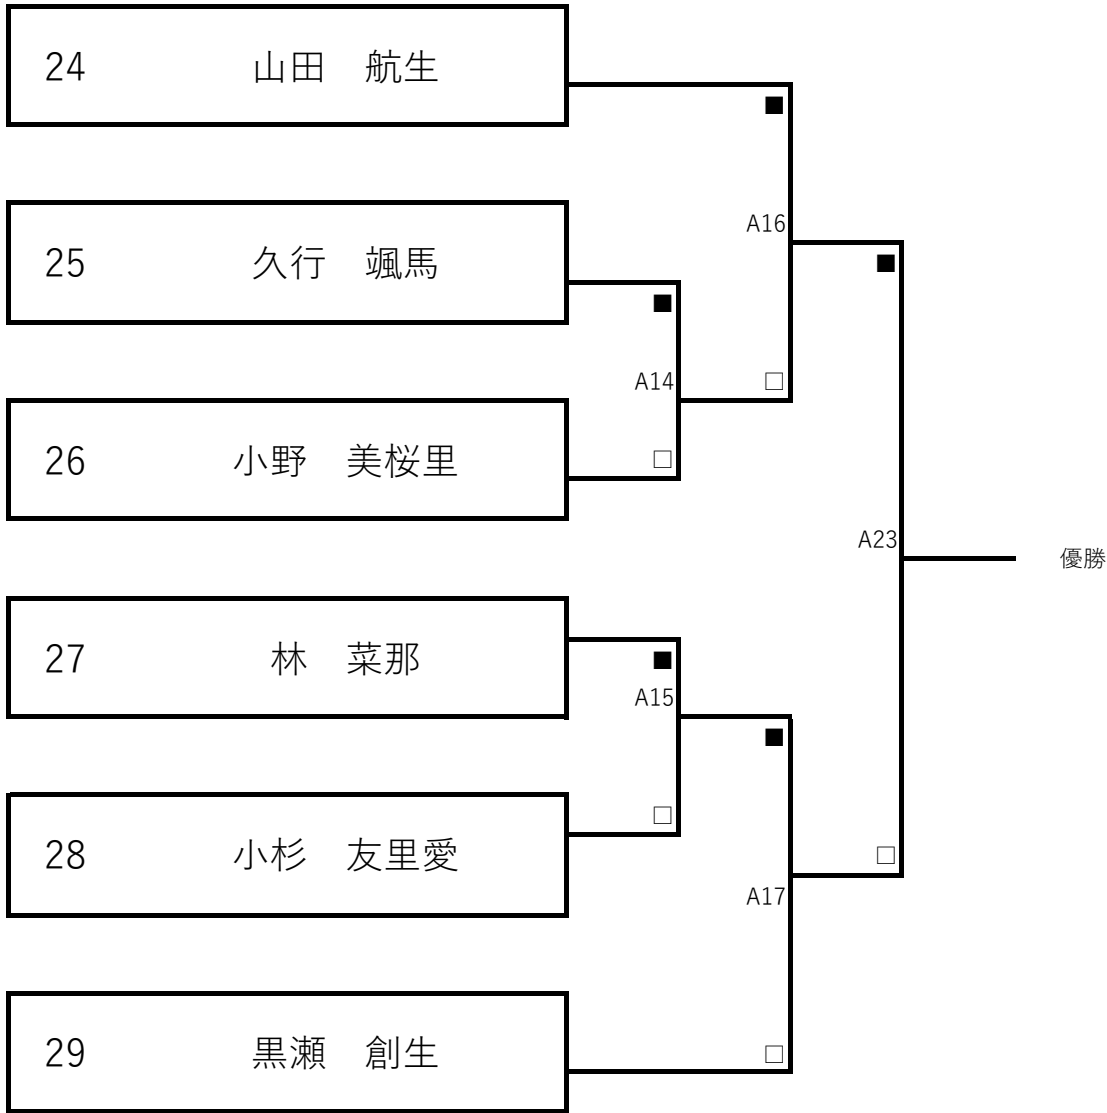 24 山田　航生
■
A16
25 久行　颯馬
■
■
A14
□
26 小野　美桜里
□
A23
優勝
27 林　菜那
■
A15
■
28 小杉　友里愛
□
□
A17
29 黒瀬　創生
□